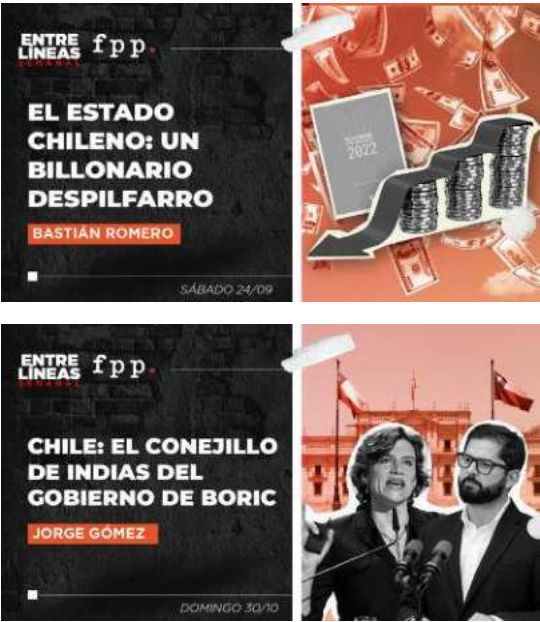 ENTRE
LÍNEAS
SEMANAL
fpp.
EL ESTADO
CHILENO: UN
BILLONARIO
DESPILFARRO
BASTIÁN ROMERO
SÁBADO 24/09
2022
ENTRE
LÍNEAS
SEMANAL
fpp.
CHILE: EL CONEJILLO
DE INDIAS DEL
GOBIERNO DE BORIC
JORGE GÓMEZ
DOMINGO 30/10